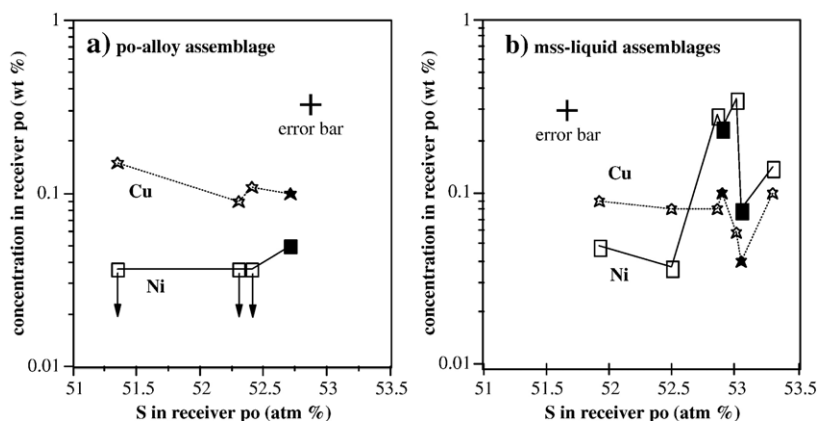 a) po-alloy assemblage
concentration in receiver po (wt %)
1
0.1
0.01
error bar
Cu
Ni
51
51.5
52
52.5
53
53.5
S in receiver po (atm %)
b) mss-liquid assemblages
concentration in receiver po (wt %)
1
0.1
0.01
error bar
Cu
Ni
51
51.5
52
52.5
53
53.5
S in receiver po (atm %)